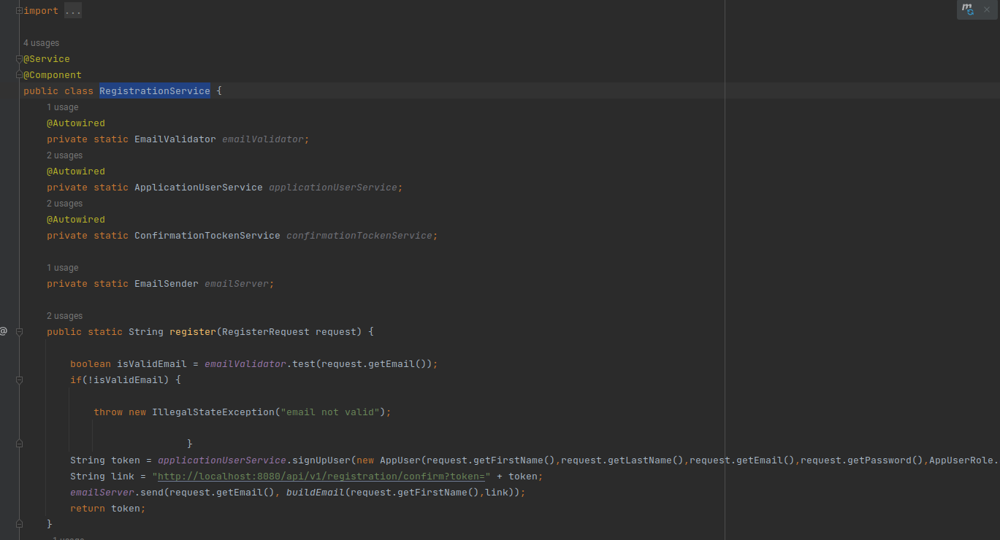 import ...
4 usages
@Service
@Component
public class RegistrationService {
1 usage
@Autowired
private static EmailValidator emailValidator;
2 usages
@Autowired
private static ApplicationUserService applicationUserService;
2 usages
@Autowired
private static ConfirmationTockenService confirmationTockenService;
1 usage
private static EmailSender emailServer;
2 usages
public static String register(RegisterRequest request) {
boolean isValidEmail = emailValidator.test(request.getEmail());
if(!isValidEmail) {
throw new IllegalStateException("email not valid");
}
String token = applicationUserService.signUpUser(new AppUser(request.getFirstName(),request.getLastName(),request.getEmail(),request.getPassword(),AppUserRole.
String link = "http://localhost:8080/api/v1/registration/confirm?token=" + token;
emailServer.send(request.getEmail(), buildEmail(request.getFirstName(),link));
return token;
}
1 usage